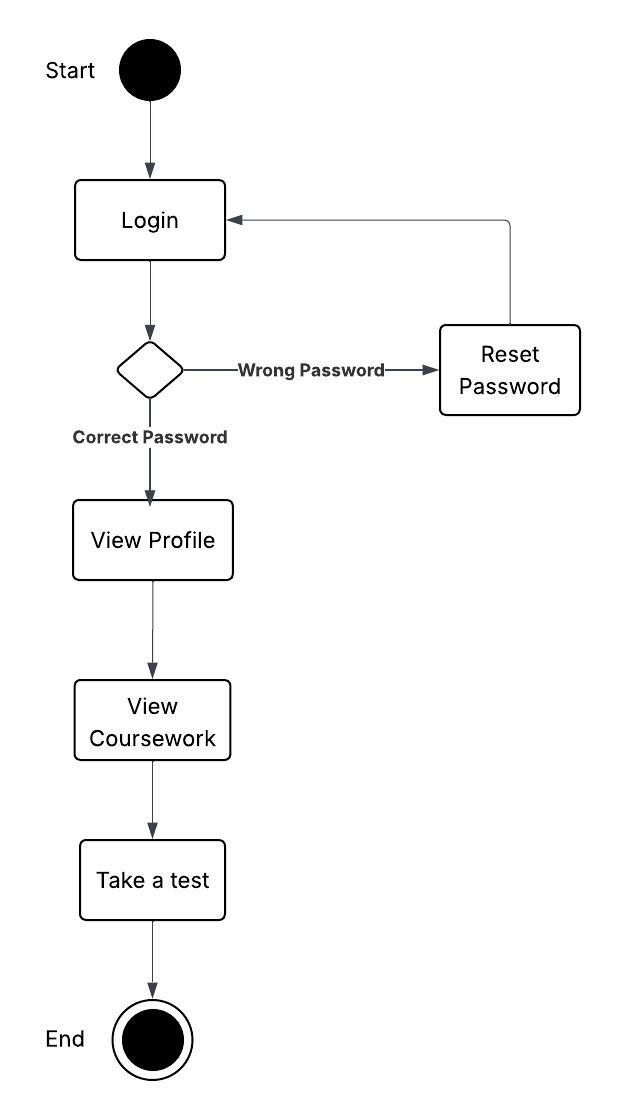 Start
Login
Wrong Password
Reset
Password
Correct Password
View Profile
View
Coursework
Take a test
End